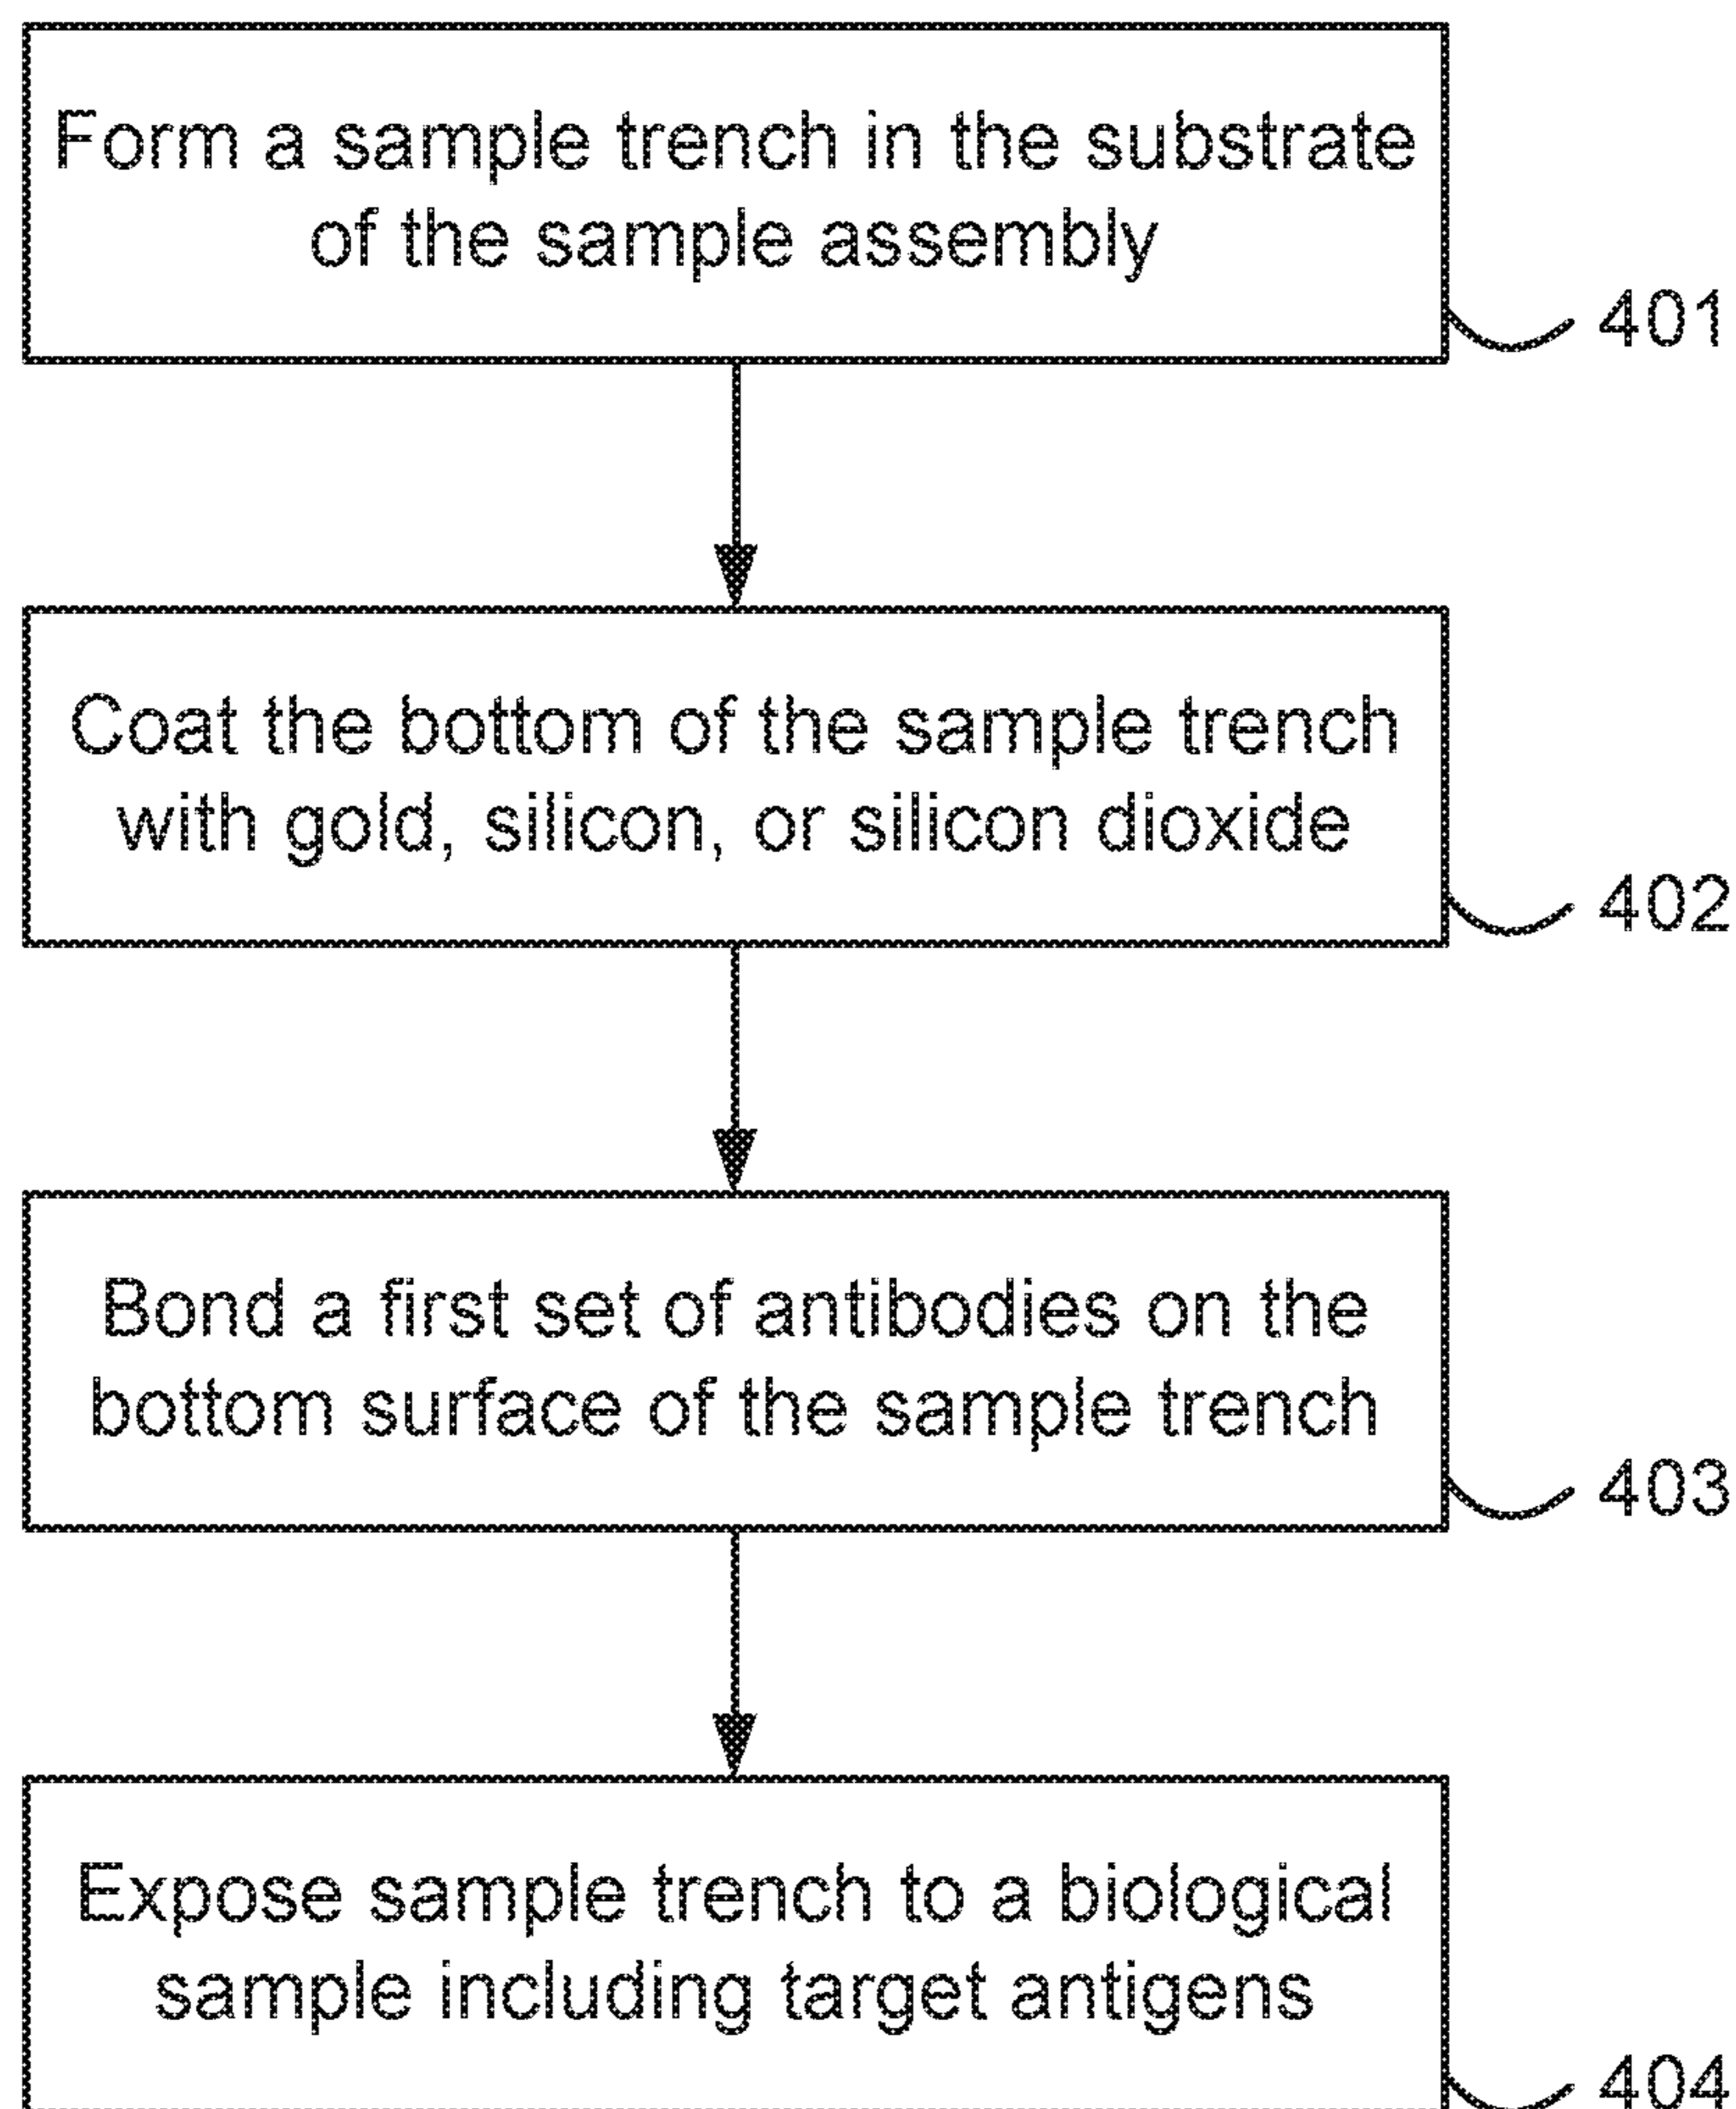 Form a sample trench in the substrate
of the sample assembly
401
Coat the bottom of the sample trench
with gold, silicon, or silicon dioxide
402
Bond a first set of antibodies on the
bottom surface of the sample trench
403
Expose sample trench to a biological
sample including target antigens
404